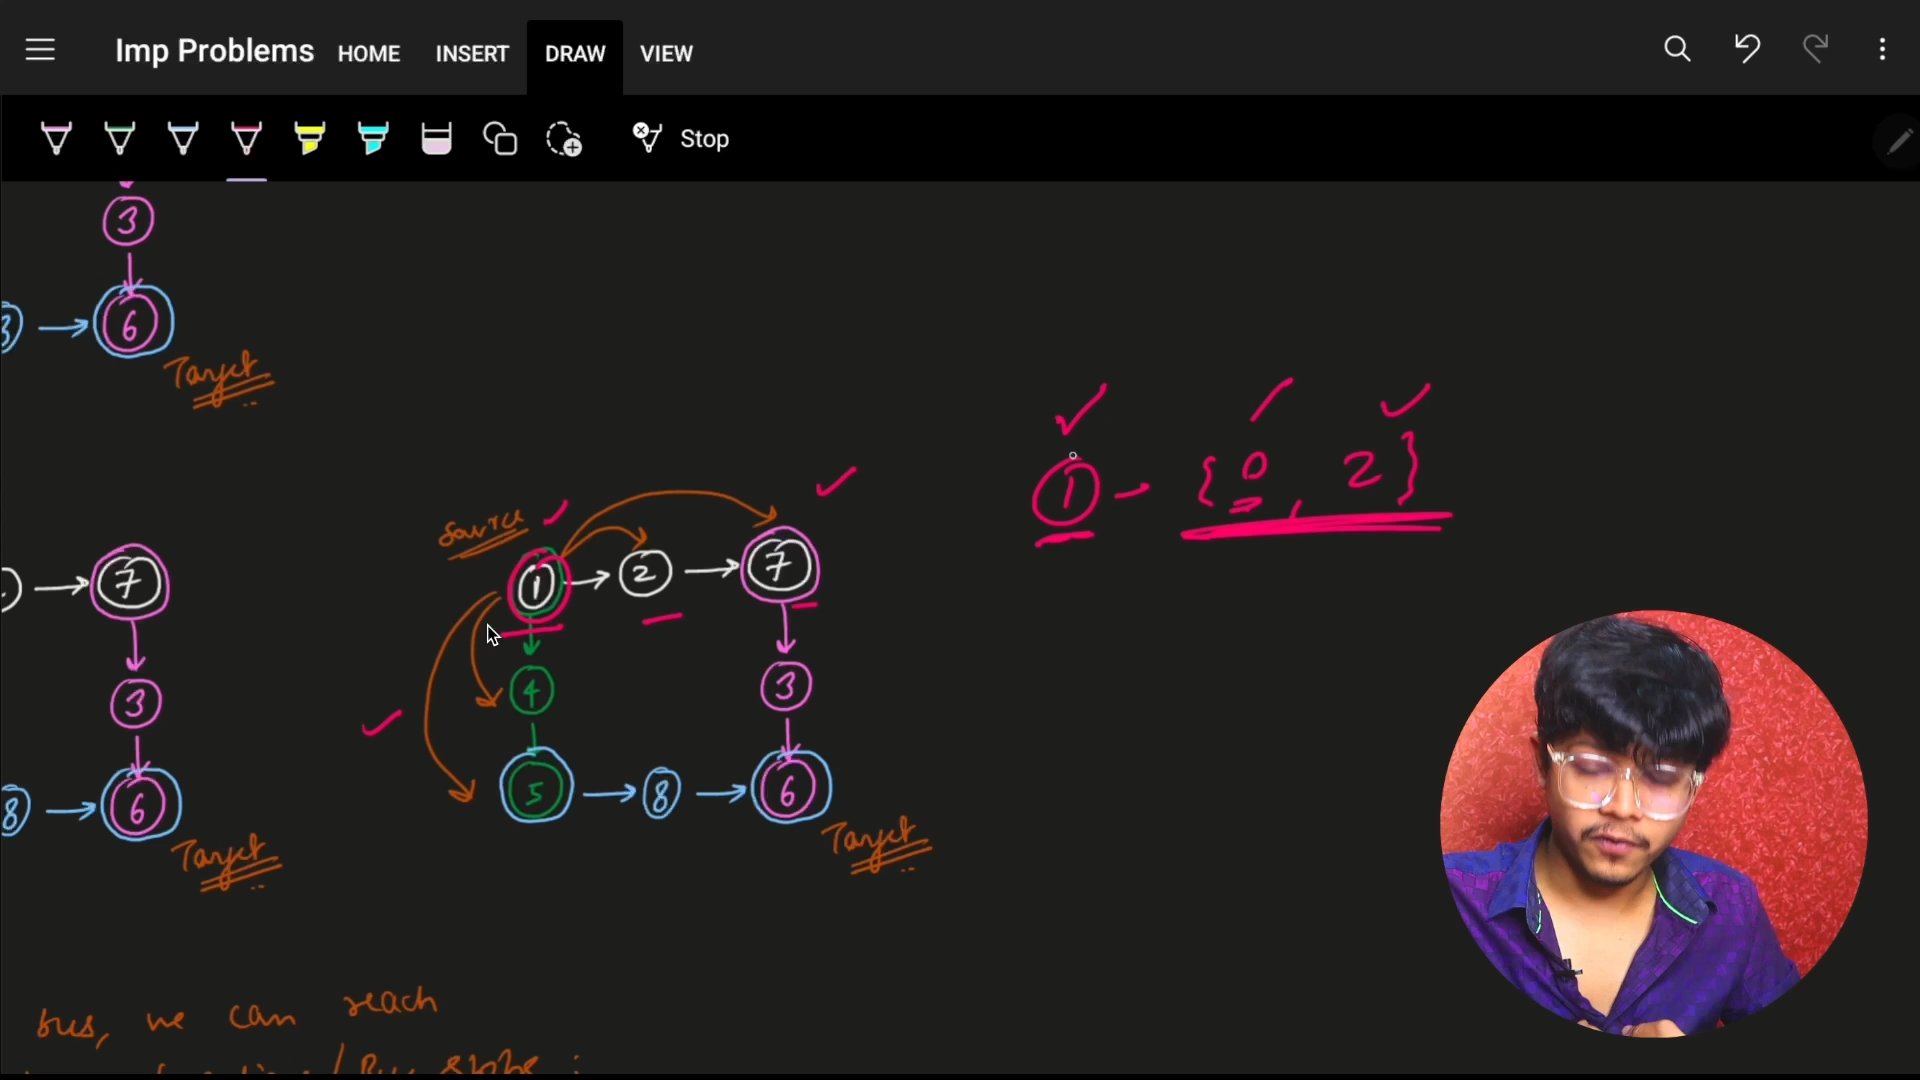 Imp Problems HOME INSERT DRAW VIEW
Stop
3
3 → 6
Target
✓ ✓
① - {0, 2}
Source ✓ ✓
→ 7
1 → 2 → 7
3
4 3
✓
8 → 6
5 → 8 → 6
Target
Target
bus, we can reach